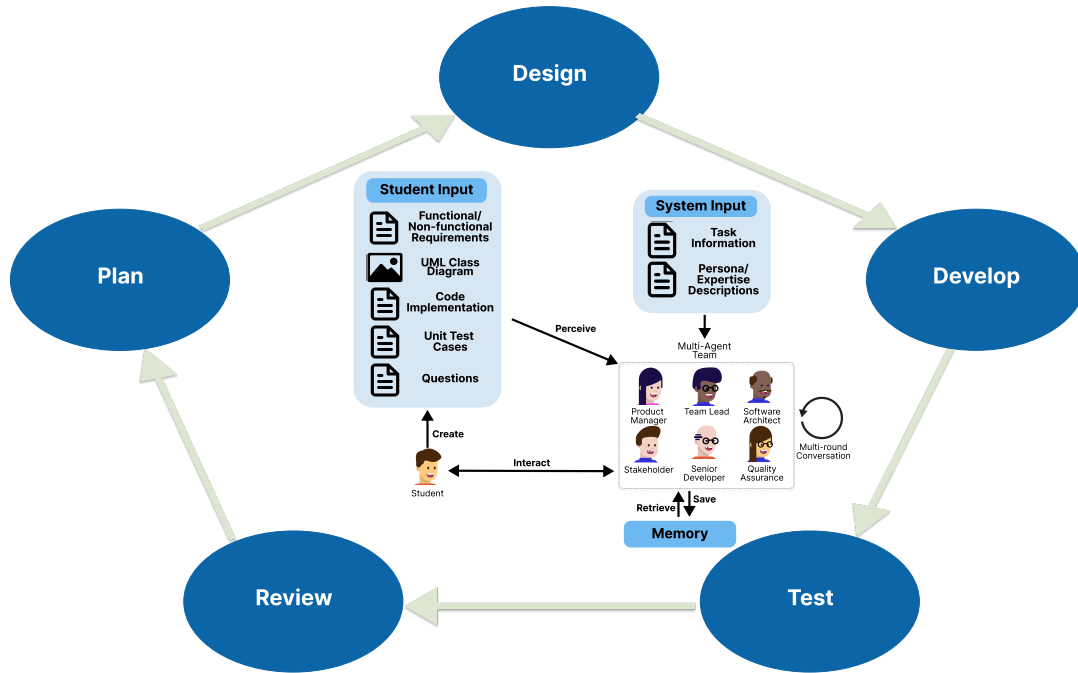 Design
Plan
Develop
Student Input
Functional/
Non-functional
Requirements
UML Class
Diagram
Code
Implementation
Unit Test
Cases
Questions
System Input
Task
Information
Persona/
Expertise
Descriptions
Perceive
Multi-Agent
Team
Product
Manager
Team Lead
Software
Architect
Stakeholder
Senior
Developer
Quality
Assurance
Multi-round
Conversation
Create
Interact
Student
Retrieve
Save
Memory
Review
Test